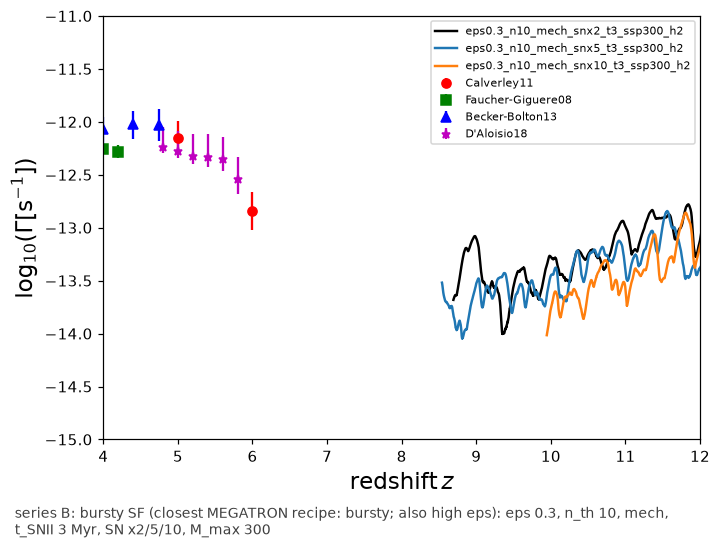 −11.0
eps0.3_n10_mech_snx2_t3_ssp300_h2
eps0.3_n10_mech_snx5_t3_ssp300_h2
eps0.3_n10_mech_snx10_t3_ssp300_h2
Calverley11
Faucher-Giguere08
Becker-Bolton13
D'Aloisio18
−11.5
−12.0
−12.5
−13.0
−13.5
−14.0
−14.5
−15.0
log₁₀(Γ[s⁻¹])
4 5 6 7 8 9 10 11 12
redshift z
series B: bursty SF (closest MEGATRON recipe: bursty; also high eps): eps 0.3, n_th 10, mech,
t_SNII 3 Myr, SN x2/5/10, M_max 300